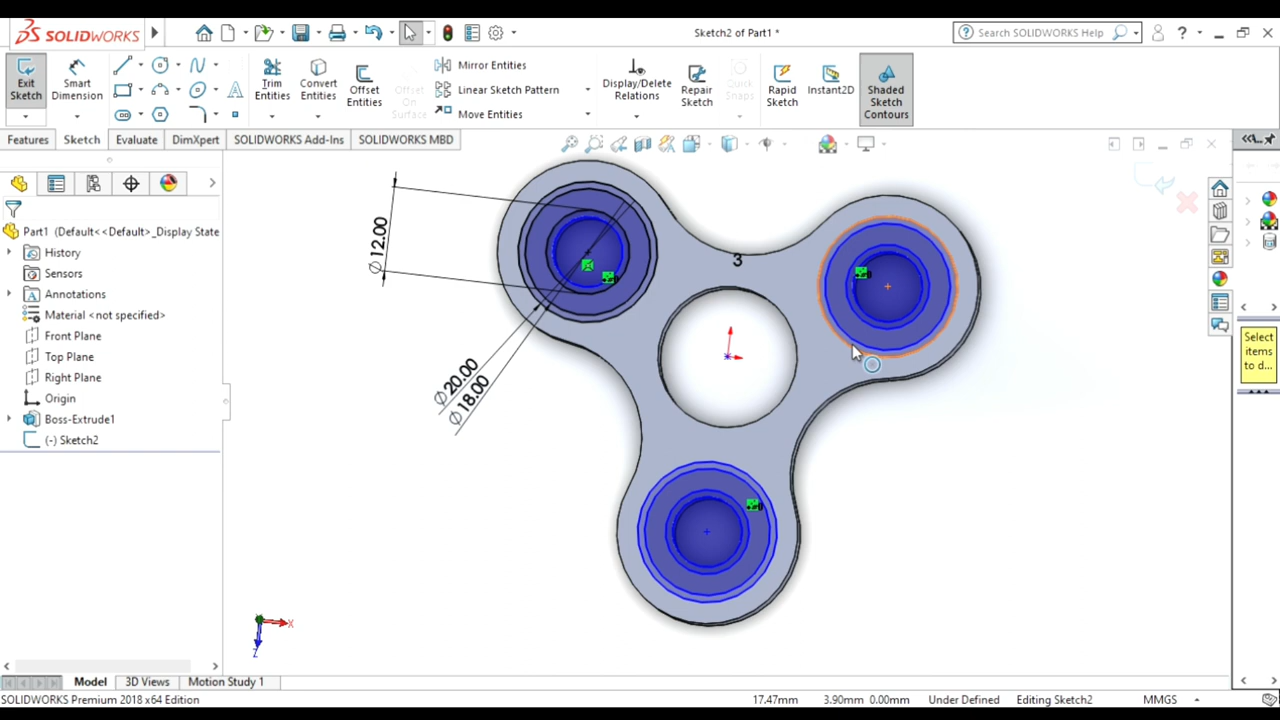 SOLIDWORKS
Sketch2 of Part1 *
Search SOLIDWORKS Help
Exit Sketch
Smart Dimension
Trim Entities
Convert Entities
Offset Entities
Offset On Surface
Mirror Entities
Linear Sketch Pattern
Move Entities
Display/Delete Relations
Repair Sketch
Quick Snaps
Rapid Sketch
Instant2D
Shaded Sketch Contours
Features
Sketch
Evaluate
DimXpert
SOLIDWORKS Add-Ins
SOLIDWORKS MBD
Part1 (Default<<Default>_Display State
History
Sensors
Annotations
Material <not specified>
Front Plane
Top Plane
Right Plane
Origin
Boss-Extrude1
(-) Sketch2
Ø12.00
Ø20.00
Ø18.00
3
Select
items
to d...
X
Z
Model
3D Views
Motion Study 1
SOLIDWORKS Premium 2018 x64 Edition
17.47mm
3.90mm 0.00mm
Under Defined
Editing Sketch2
MMGS